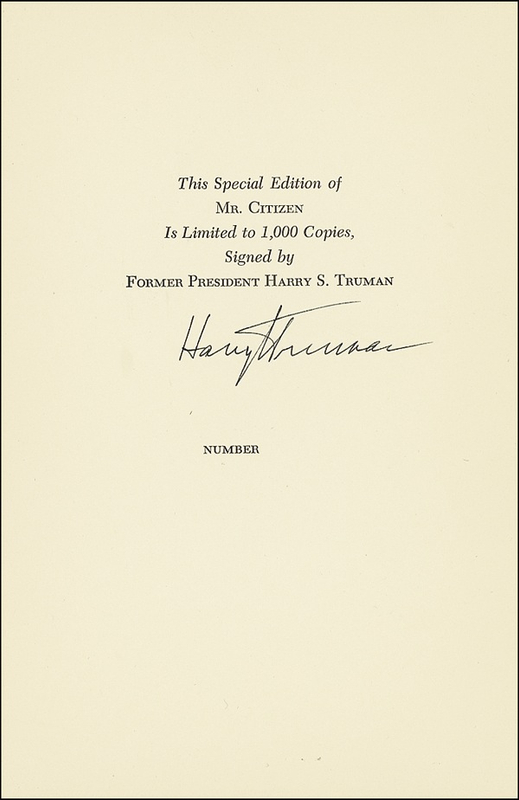 This Special Edition of
MR. CITIZEN
Is Limited to 1,000 Copies,
Signed by
FORMER PRESIDENT HARRY S. TRUMAN
Harry S Truman
NUMBER